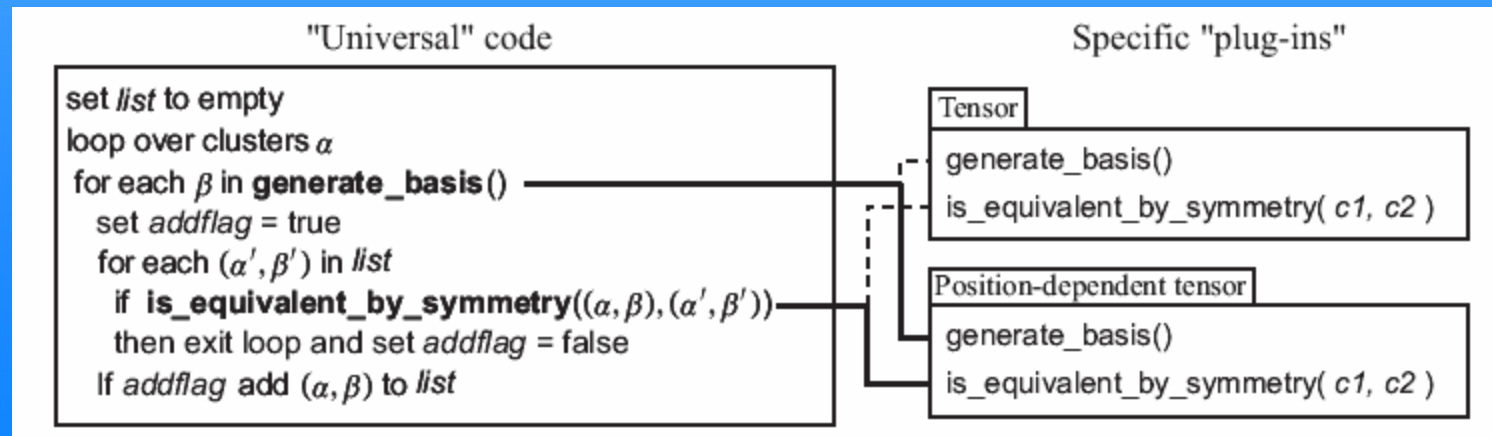 "Universal" code
set list to empty
loop over clusters α
for each β in generate_basis()
set addflag = true
for each (α′,β′) in list
if is_equivalent_by_symmetry((α,β),(α′,β′))
then exit loop and set addflag = false
If addflag add (α,β) to list
Specific "plug-ins"
Tensor
generate_basis()
is_equivalent_by_symmetry( c1, c2 )
Position-dependent tensor
generate_basis()
is_equivalent_by_symmetry( c1, c2 )